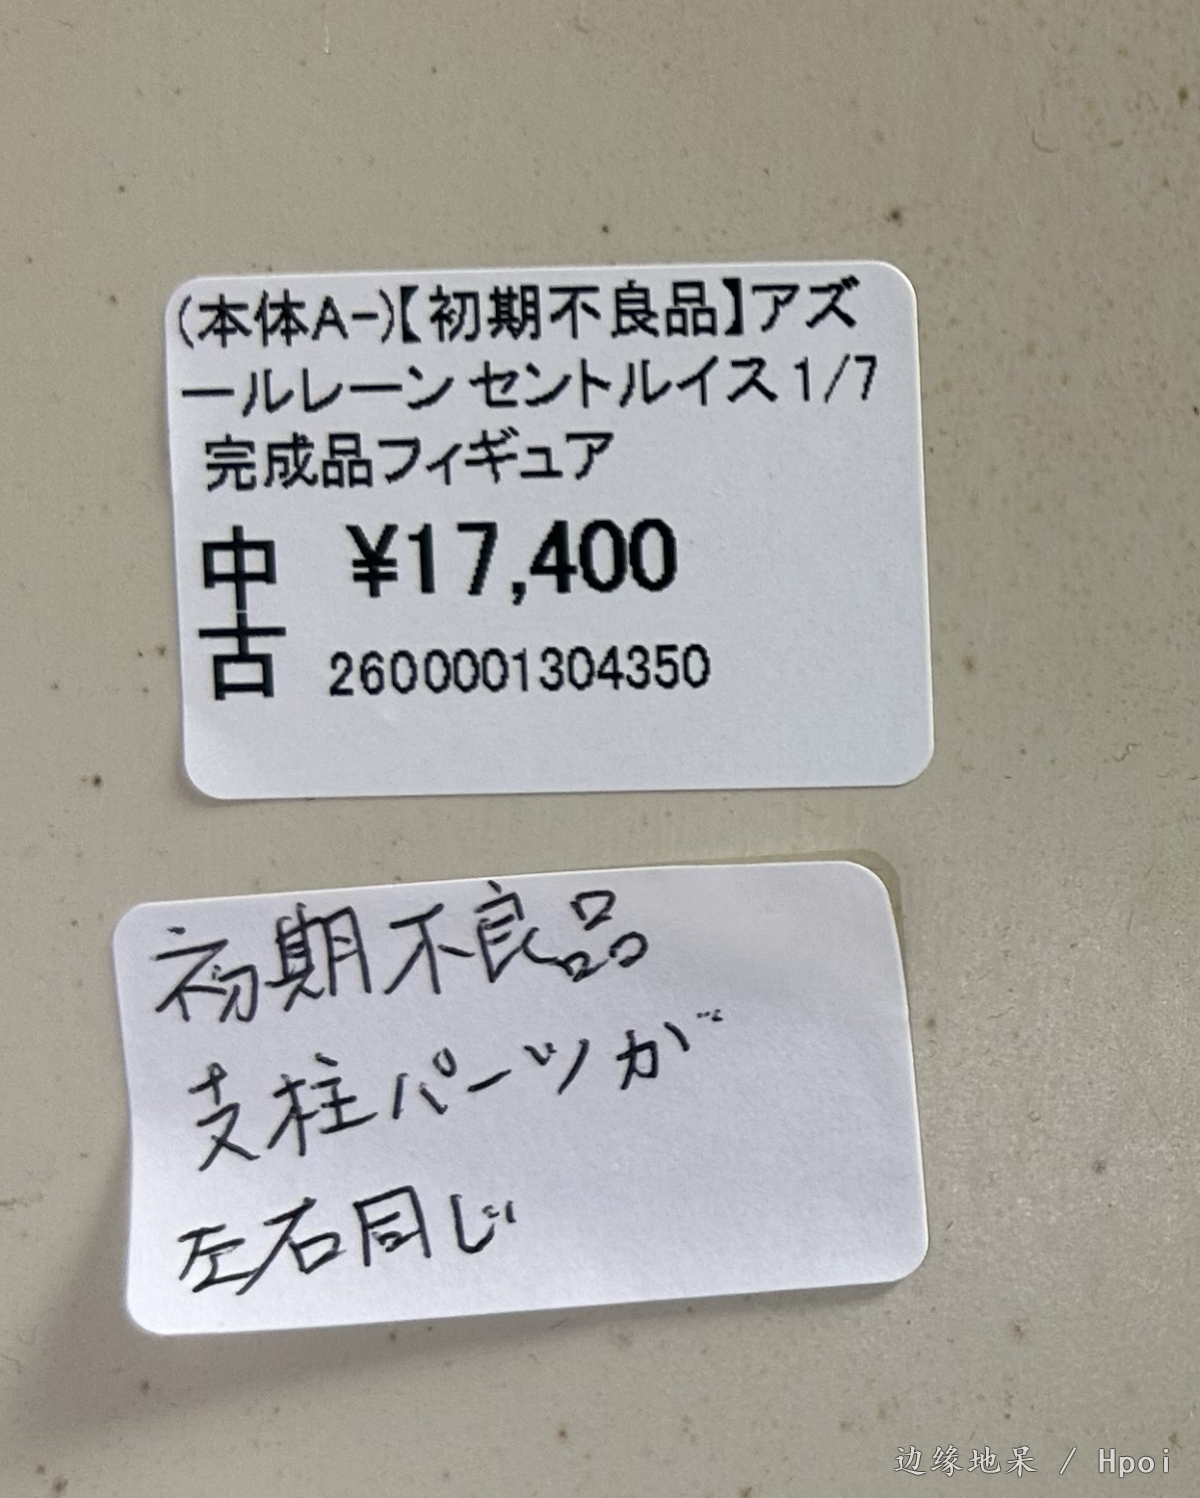 (本体A-)【初期不良品】アズ
ールレーン セントルイス 1/7
完成品フィギュア
中古 ¥17,400
2600001304350
初期不良品
支柱パーツが
左右同じ
边缘地呆 / Hpoi